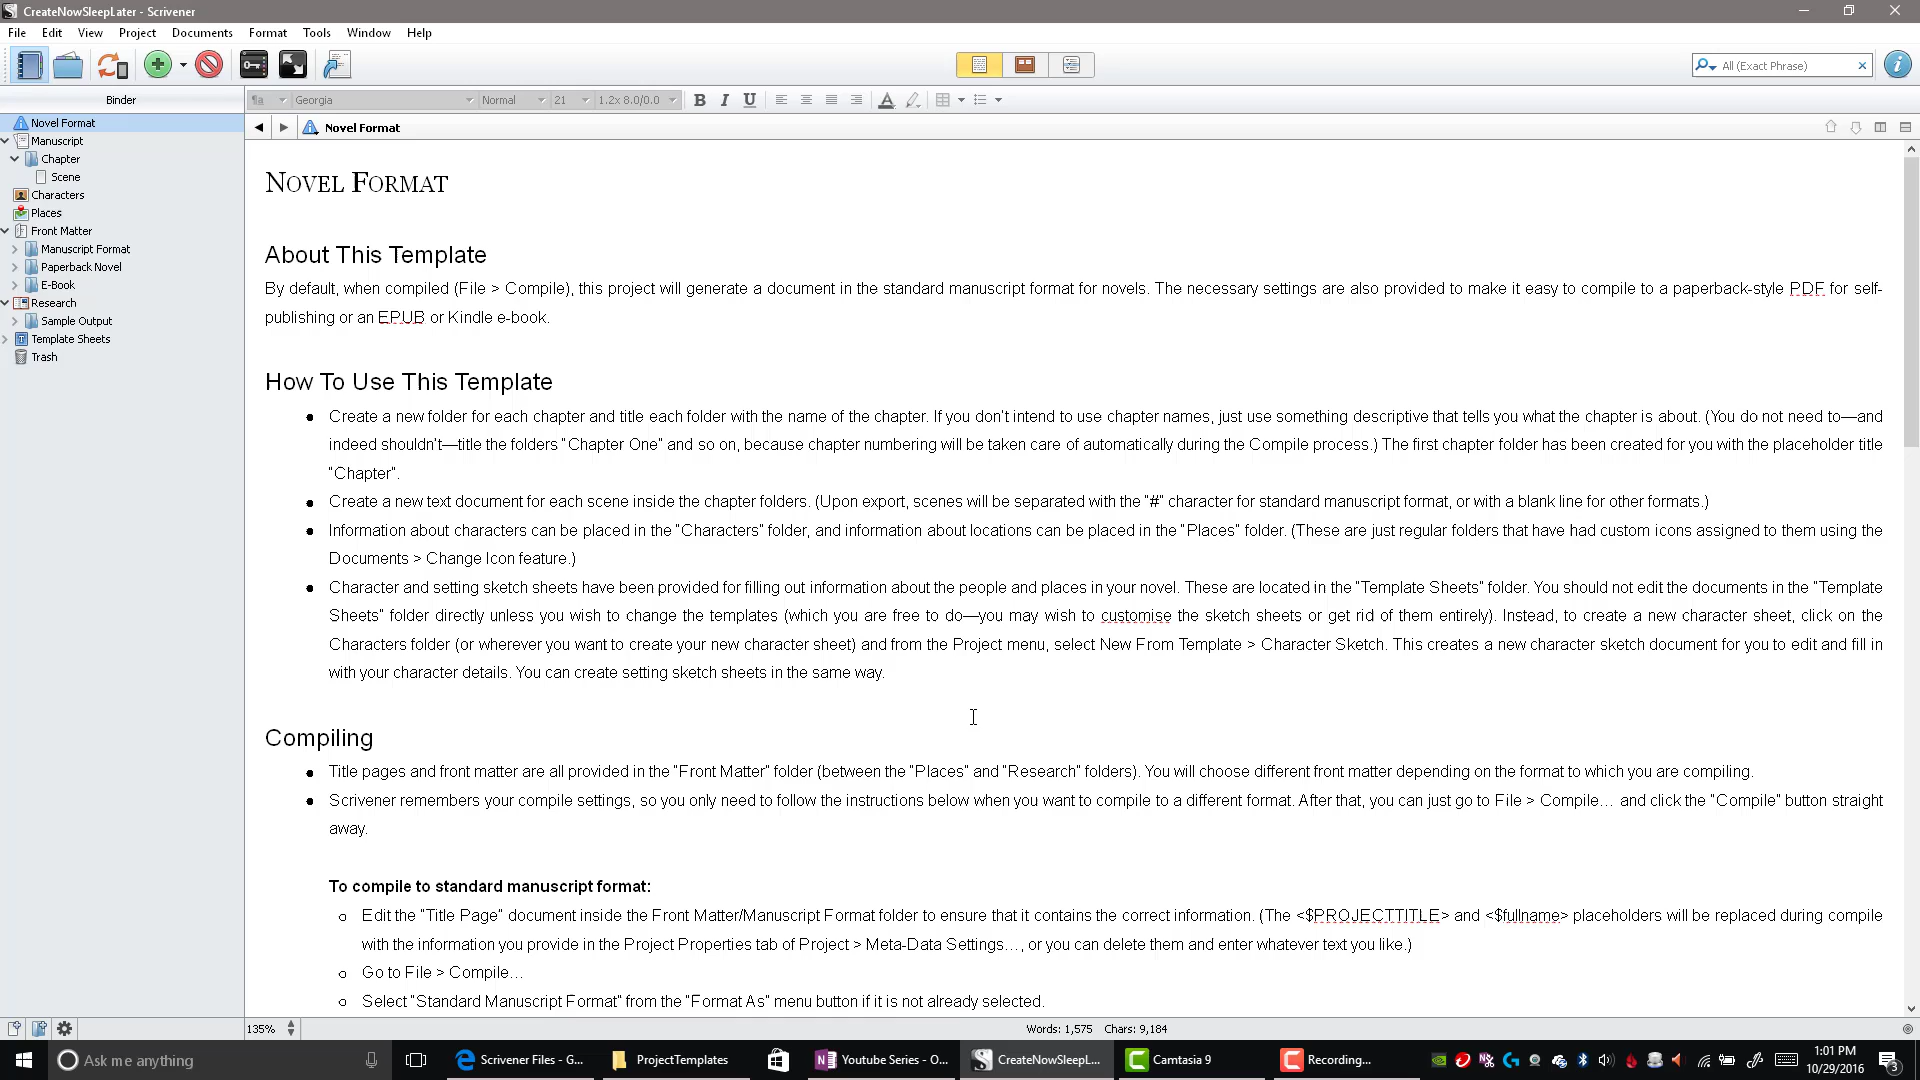 CreateNowSleepLater - Scrivener
File Edit View Project Documents Format Tools Window Help
All (Exact Phrase)
Binder
Georgia Normal 21 1.2x 8.0/0.0 B I U A
Novel Format
Novel Format
Manuscript
Chapter
Scene
Characters
Places
Front Matter
Manuscript Format
Paperback Novel
E-Book
Research
Sample Output
Template Sheets
Trash
NOVEL FORMAT
About This Template
By default, when compiled (File > Compile), this project will generate a document in the standard manuscript format for novels. The necessary settings are also provided to make it easy to compile to a paperback-style PDF for self-
publishing or an EPUB or Kindle e-book.
How To Use This Template
• Create a new folder for each chapter and title each folder with the name of the chapter. If you don't intend to use chapter names, just use something descriptive that tells you what the chapter is about. (You do not need to—and
indeed shouldn't—title the folders "Chapter One" and so on, because chapter numbering will be taken care of automatically during the Compile process.) The first chapter folder has been created for you with the placeholder title
"Chapter".
• Create a new text document for each scene inside the chapter folders. (Upon export, scenes will be separated with the "#" character for standard manuscript format, or with a blank line for other formats.)
• Information about characters can be placed in the "Characters" folder, and information about locations can be placed in the "Places" folder. (These are just regular folders that have had custom icons assigned to them using the
Documents > Change Icon feature.)
• Character and setting sketch sheets have been provided for filling out information about the people and places in your novel. These are located in the "Template Sheets" folder. You should not edit the documents in the "Template
Sheets" folder directly unless you wish to change the templates (which you are free to do—you may wish to customise the sketch sheets or get rid of them entirely). Instead, to create a new character sheet, click on the
Characters folder (or wherever you want to create your new character sheet) and from the Project menu, select New From Template > Character Sketch. This creates a new character sketch document for you to edit and fill in
with your character details. You can create setting sketch sheets in the same way.
Compiling
• Title pages and front matter are all provided in the "Front Matter" folder (between the "Places" and "Research" folders). You will choose different front matter depending on the format to which you are compiling.
• Scrivener remembers your compile settings, so you only need to follow the instructions below when you want to compile to a different format. After that, you can just go to File > Compile... and click the "Compile" button straight
away.
To compile to standard manuscript format:
o Edit the "Title Page" document inside the Front Matter/Manuscript Format folder to ensure that it contains the correct information. (The <$PROJECTTITLE> and <$fullname> placeholders will be replaced during compile
with the information you provide in the Project Properties tab of Project > Meta-Data Settings..., or you can delete them and enter whatever text you like.)
o Go to File > Compile...
o Select "Standard Manuscript Format" from the "Format As" menu button if it is not already selected.
135% Words: 1,575 Chars: 9,184
Ask me anything Scrivener Files - G... ProjectTemplates Youtube Series - O... CreateNowSleepL... Camtasia 9 Recording... 1:01 PM
10/29/2016
3